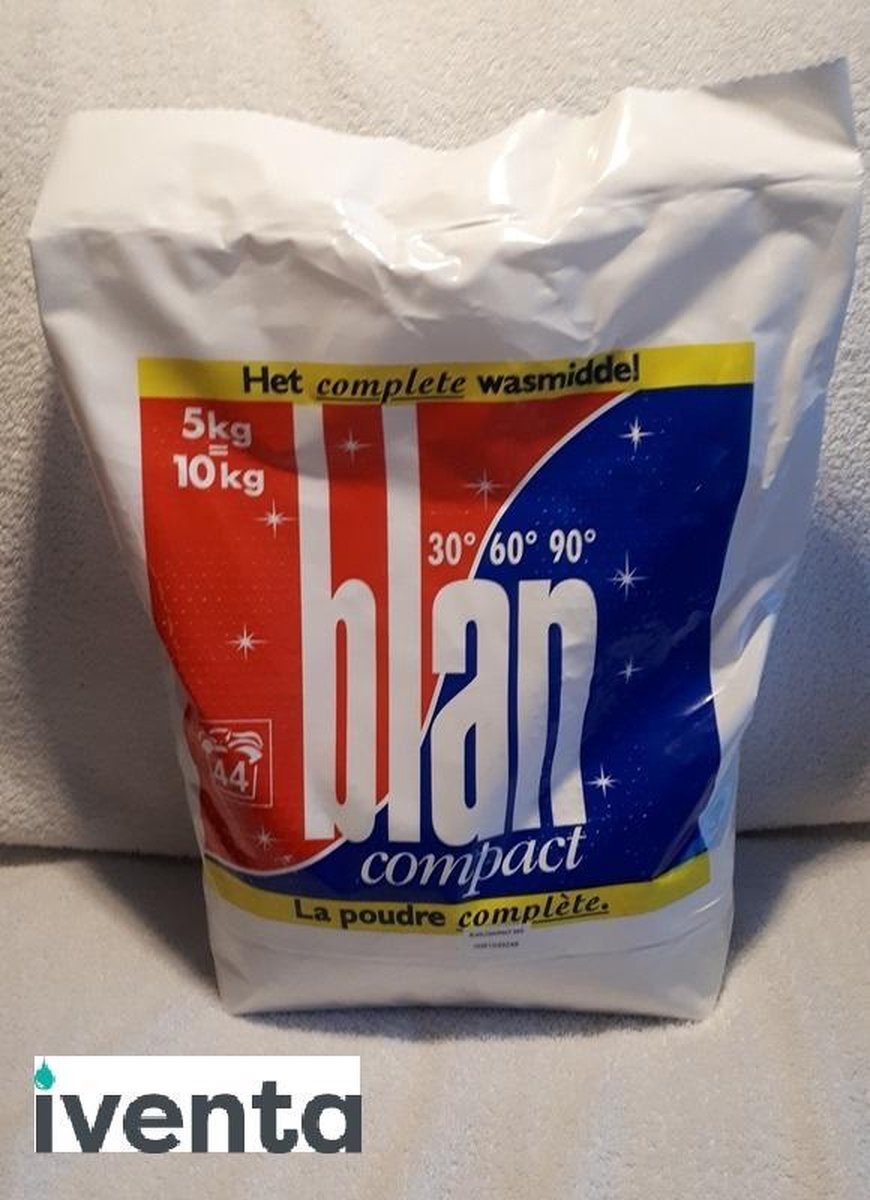 Het complete wasmiddel
5kg
=
10kg
30° 60° 90°
blan
44
compact
La poudre complète.
iventa